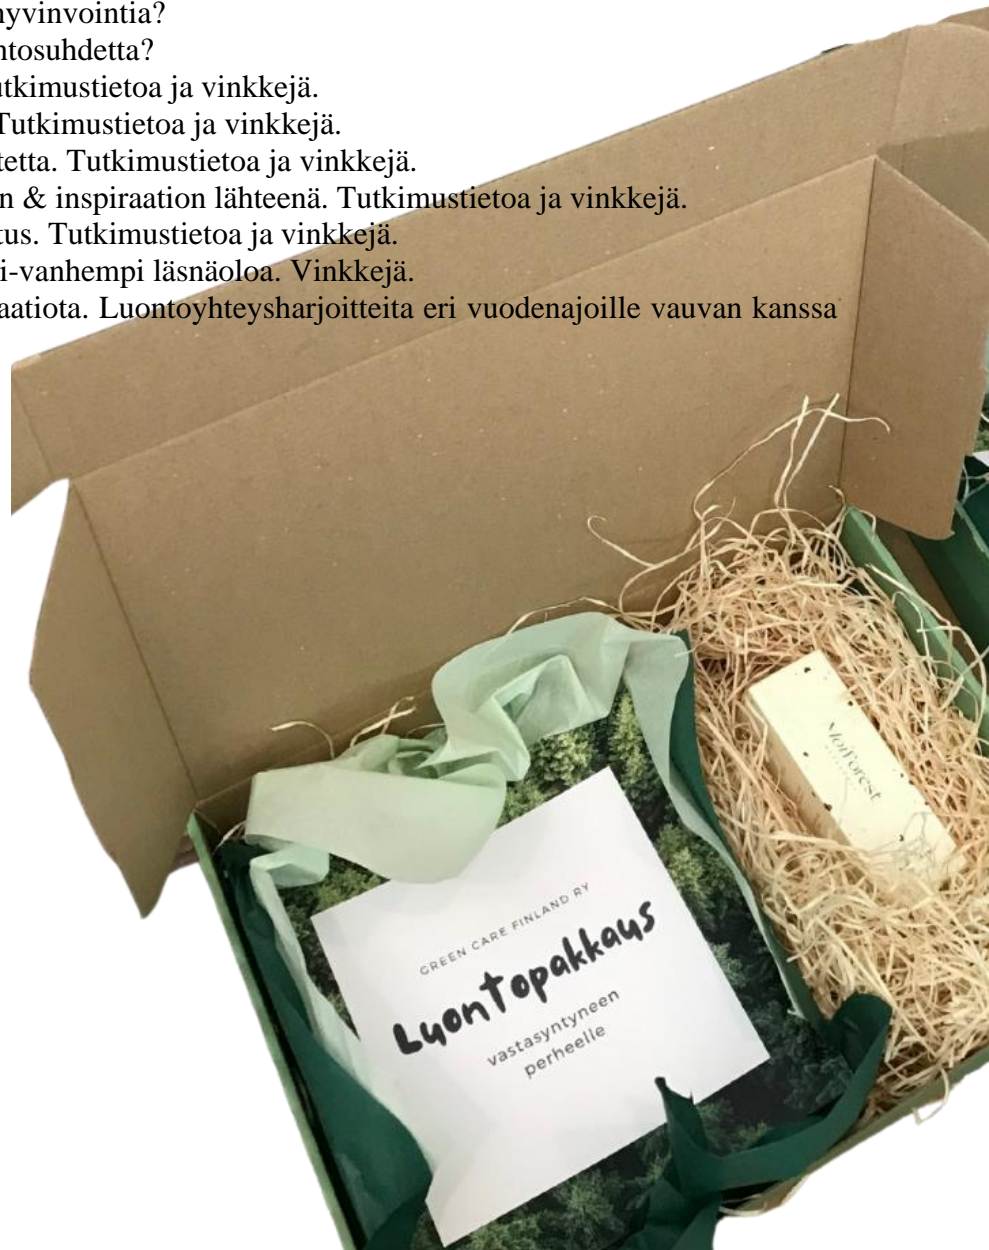 hyvinvointia?
ntosuhdetta?
utkimustietoa ja vinkkejä.
Tutkimustietoa ja vinkkejä.
tetta. Tutkimustietoa ja vinkkejä.
n & inspiraation lähteenä. Tutkimustietoa ja vinkkejä.
tus. Tutkimustietoa ja vinkkejä.
i-vanhempi läsnäoloa. Vinkkejä.
aatiota. Luontoyhteysharjoitteita eri vuodenajoille vauvan kanssa
MoiForest
GREEN CARE FINLAND RY
Luontopakkaus
vastasyntyneen
perheelle